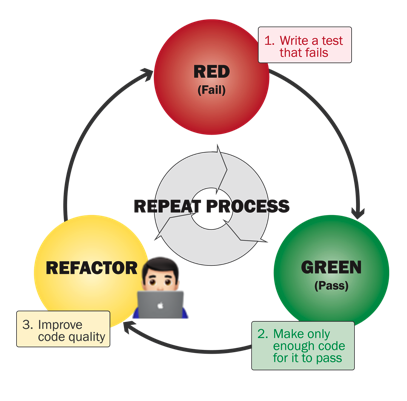 RED
(Fail)
1. Write a test
that fails
REPEAT PROCESS
REFACTOR
GREEN
(Pass)
3. Improve
code quality
2. Make only
enough code
for it to pass